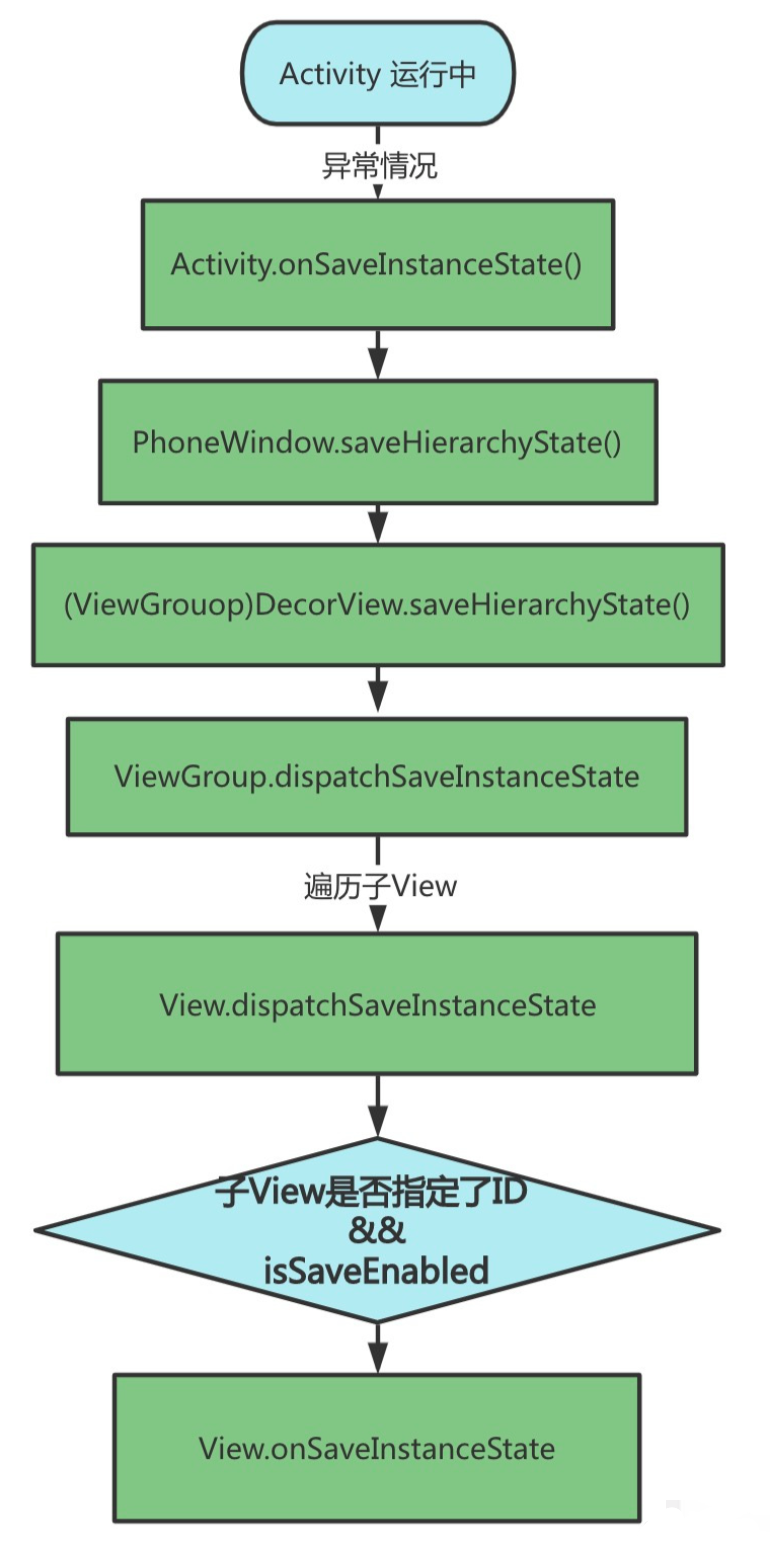 Activity 运行中
异常情况
Activity.onSaveInstanceState()
PhoneWindow.saveHierarchyState()
(ViewGrouop)DecorView.saveHierarchyState()
ViewGroup.dispatchSaveInstanceState
遍历子View
View.dispatchSaveInstanceState
子View是否指定了ID
&&
isSaveEnabled
View.onSaveInstanceState